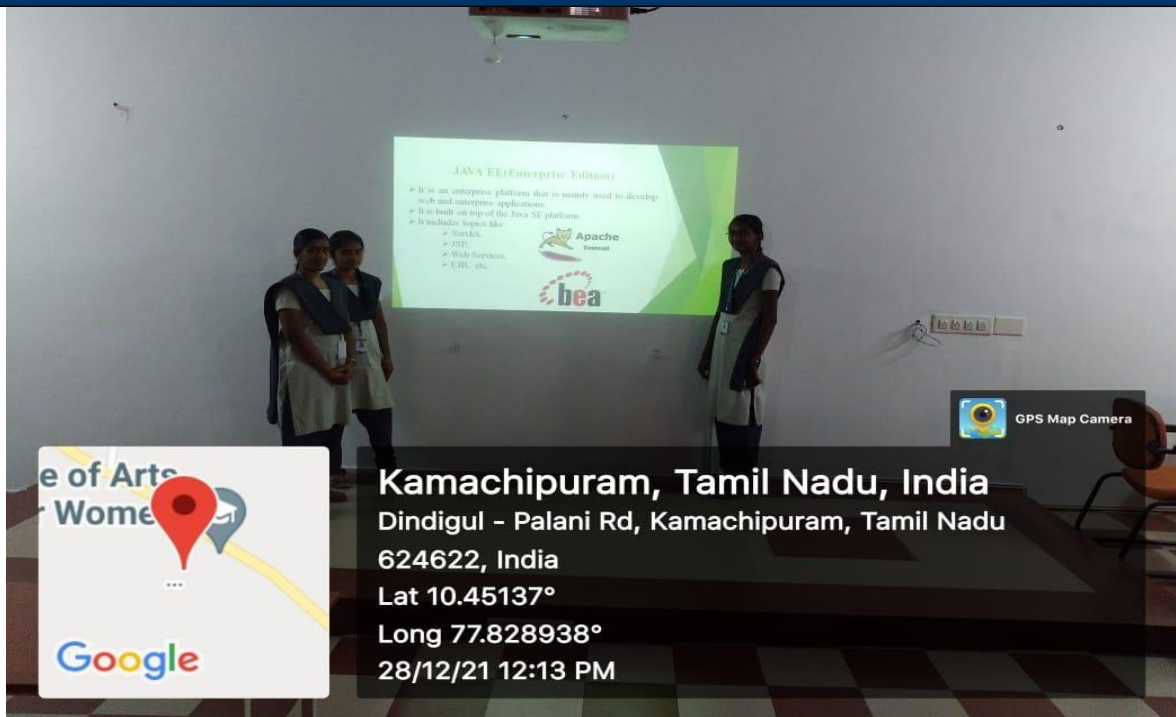 JAVA EE(Enterprise Edition)
➢ It is an enterprise platform that is mainly used to develop
web and enterprise applications.
➢ It is built on top of the Java SE platform.
➢ It includes topics like
➢ Servlet,
➢ JSP,
➢ Web Services,
➢ EJB, etc.
Apache
Tomcat
bea
GPS Map Camera
e of Arts
r Wome
...
Google
Kamachipuram, Tamil Nadu, India
Dindigul - Palani Rd, Kamachipuram, Tamil Nadu
624622, India
Lat 10.45137°
Long 77.828938°
28/12/21 12:13 PM